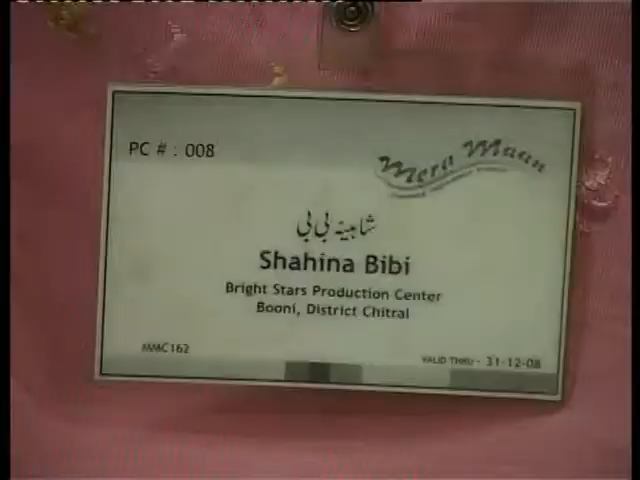 PC # : 008
Mera Maan
شاہینہ بی بی
Shahina Bibi
Bright Stars Production Center
Booni, District Chitral
MMC162
VALID THRU - 31-12-08